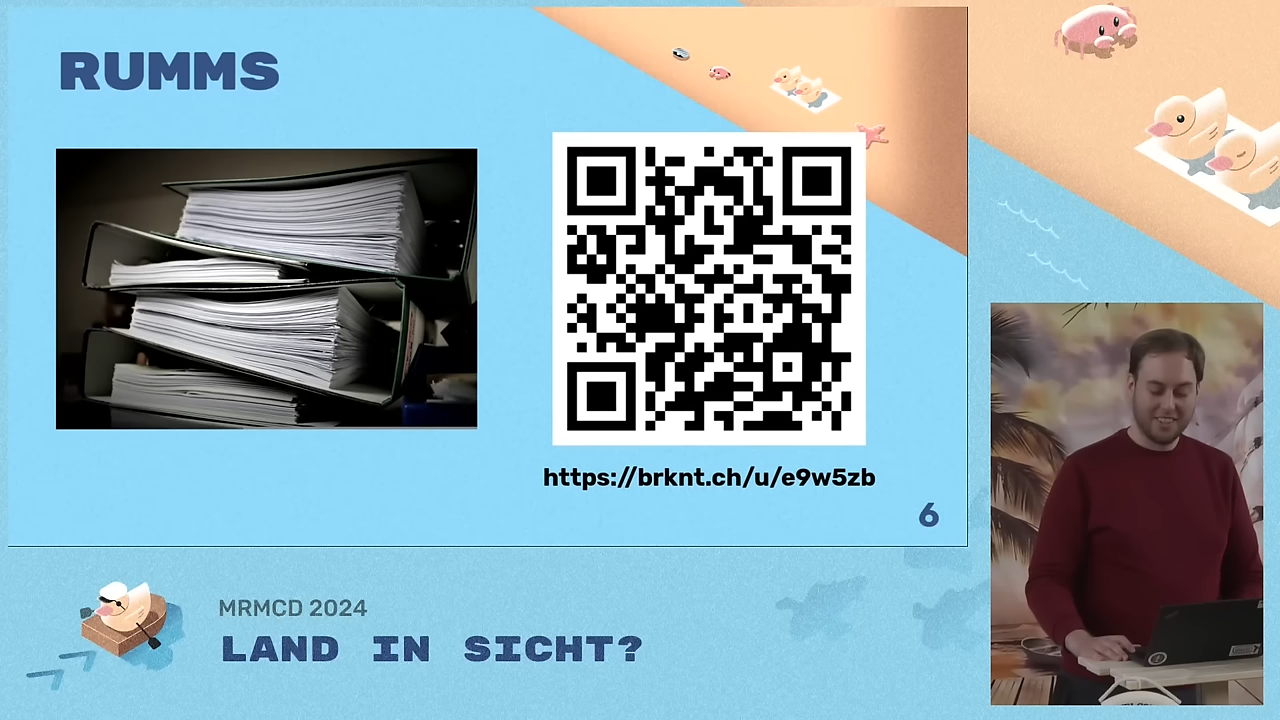 RUMMS
https://brknt.ch/u/e9w5zb
6
MRMCD 2024
LAND IN SICHT?